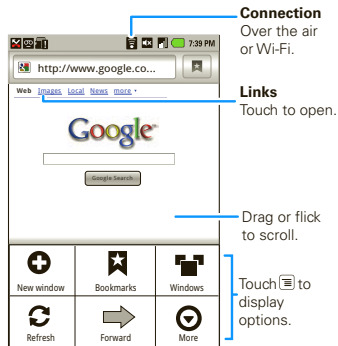 Connection
Over the air
or Wi-Fi.
7:39 PM
http://www.google.co...
Links
Touch to open.
Web Images Local News more
Google
Google Search
Drag or flick
to scroll.
New window
Bookmarks
Windows
Touch to
display
options.
Refresh
Forward
More